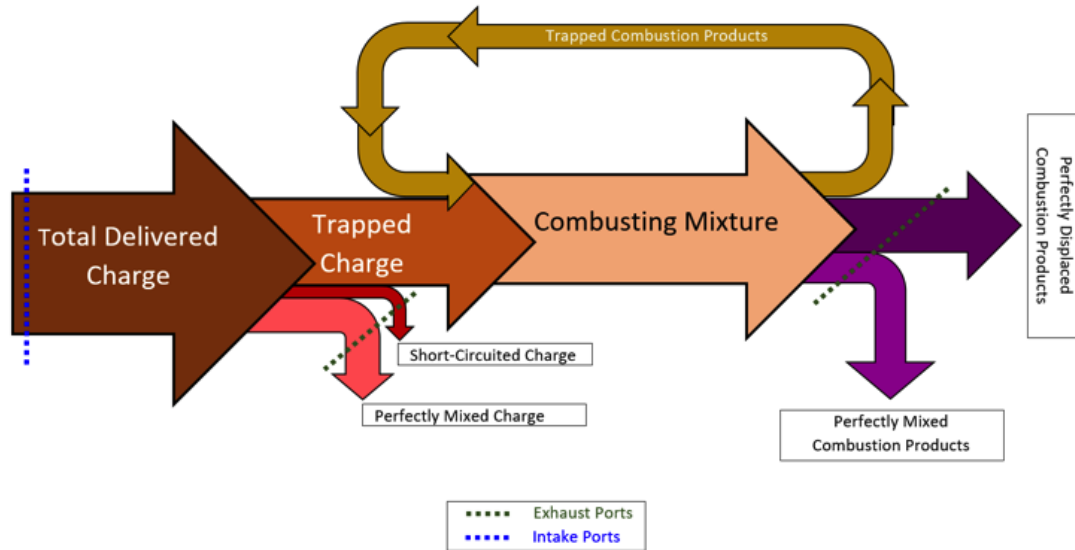 Trapped Combustion Products
Total Delivered
Charge
Trapped
Charge
Combusting Mixture
Perfectly Displaced
Combustion Products
Short-Circuited Charge
Perfectly Mixed Charge
Perfectly Mixed
Combustion Products
Exhaust Ports
Intake Ports